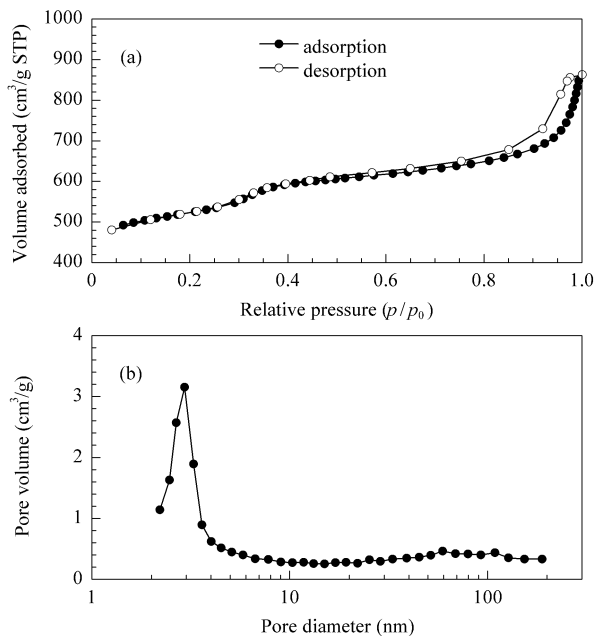 1000
900
800
700
600
500
400
Volume adsorbed (cm³/g STP)
(a)
adsorption
desorption
0 0.2 0.4 0.6 0.8 1.0
Relative pressure (p/p₀)
4
3
2
1
0
Pore volume (cm³/g)
(b)
1 10 100
Pore diameter (nm)